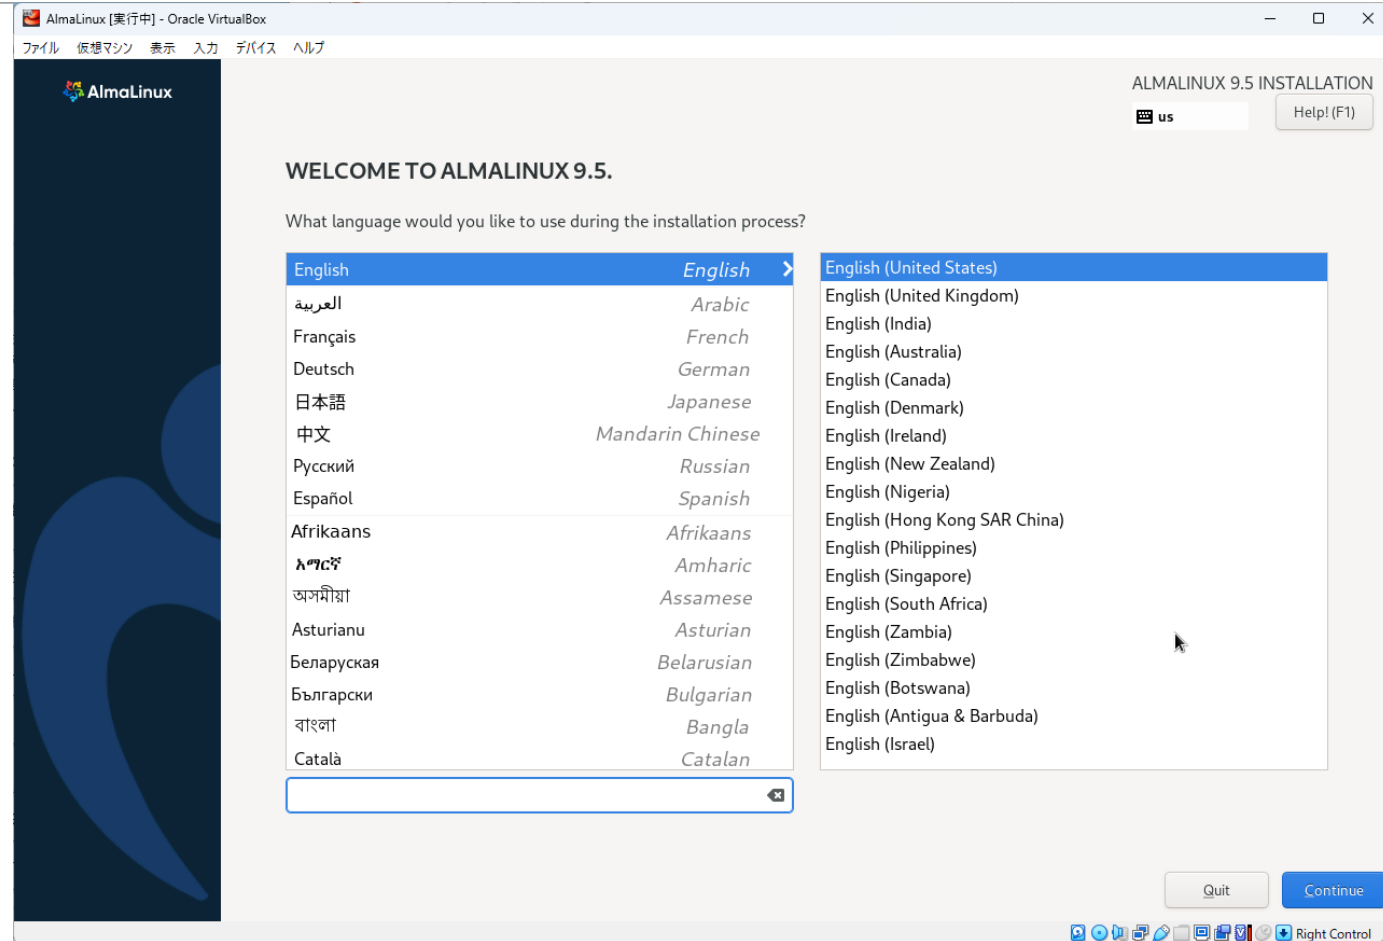 AlmaLinux [実行中] - Oracle VirtualBox
ファイル 仮想マシン 表示 入力 デバイス ヘルプ
AlmaLinux
ALMALINUX 9.5 INSTALLATION
us
Help! (F1)
WELCOME TO ALMALINUX 9.5.
What language would you like to use during the installation process?
English English
العربية Arabic
Français French
Deutsch German
日本語 Japanese
中文 Mandarin Chinese
Русский Russian
Español Spanish
Afrikaans Afrikaans
አማርኛ Amharic
অসমীয়া Assamese
Asturianu Asturian
Беларуская Belarusian
Български Bulgarian
বাংলা Bangla
Català Catalan
English (United States)
English (United Kingdom)
English (India)
English (Australia)
English (Canada)
English (Denmark)
English (Ireland)
English (New Zealand)
English (Nigeria)
English (Hong Kong SAR China)
English (Philippines)
English (Singapore)
English (South Africa)
English (Zambia)
English (Zimbabwe)
English (Botswana)
English (Antigua & Barbuda)
English (Israel)
Quit
Continue
Right Control